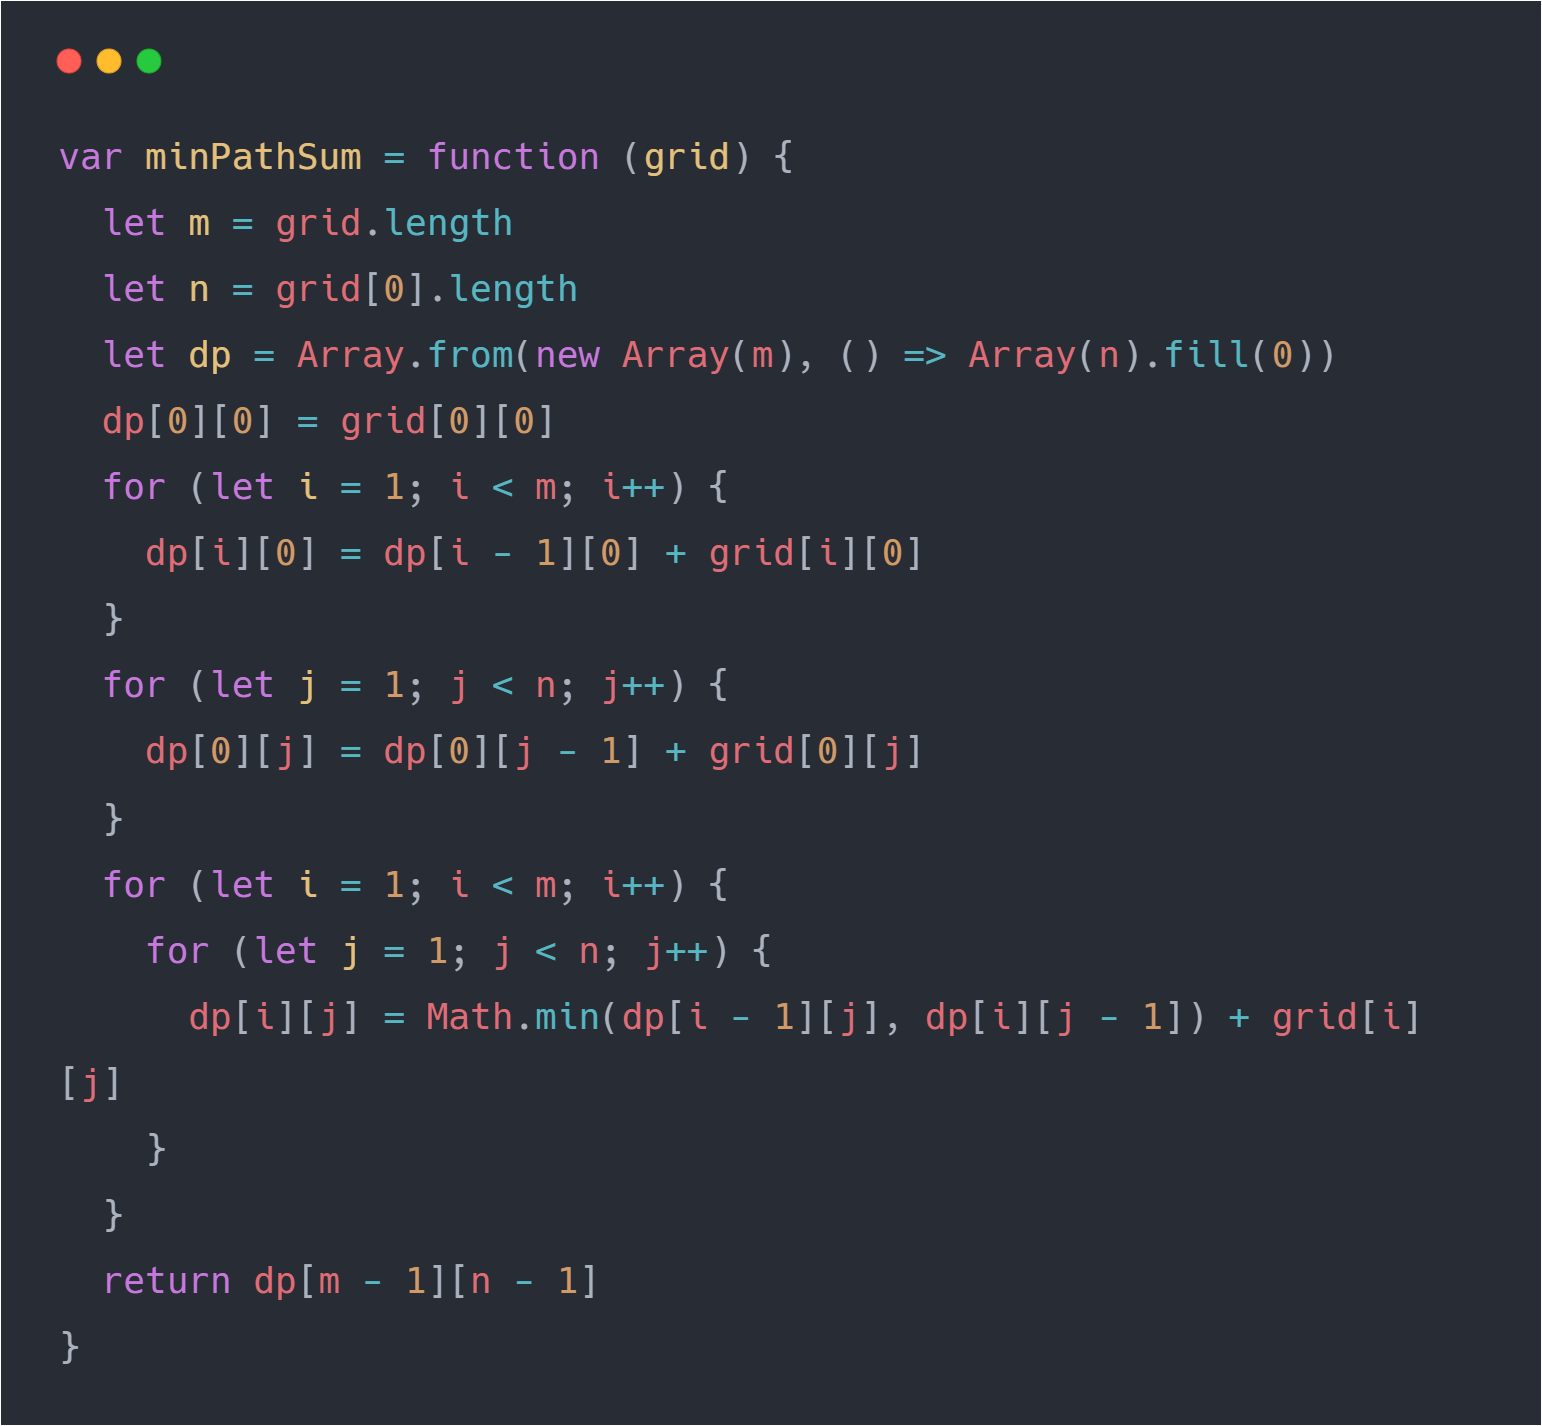 var minPathSum = function (grid) {
  let m = grid.length
  let n = grid[0].length
  let dp = Array.from(new Array(m), () => Array(n).fill(0))
  dp[0][0] = grid[0][0]
  for (let i = 1; i < m; i++) {
    dp[i][0] = dp[i - 1][0] + grid[i][0]
  }
  for (let j = 1; j < n; j++) {
    dp[0][j] = dp[0][j - 1] + grid[0][j]
  }
  for (let i = 1; i < m; i++) {
    for (let j = 1; j < n; j++) {
      dp[i][j] = Math.min(dp[i - 1][j], dp[i][j - 1]) + grid[i]
[j]
    }
  }
  return dp[m - 1][n - 1]
}